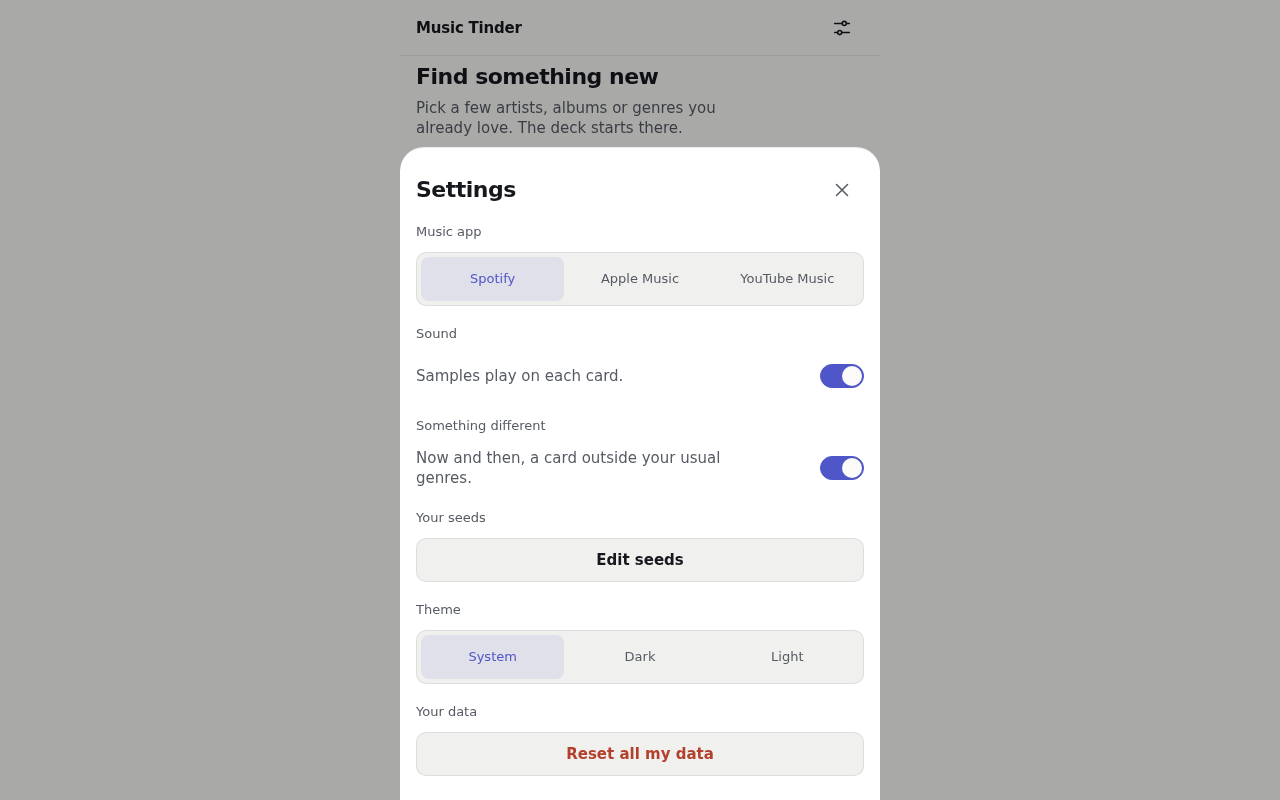 Music Tinder
Find something new
Pick a few artists, albums or genres you
already love. The deck starts there.
Settings
Music app
Spotify
Apple Music
YouTube Music
Sound
Samples play on each card.
Something different
Now and then, a card outside your usual
genres.
Your seeds
Edit seeds
Theme
System
Dark
Light
Your data
Reset all my data